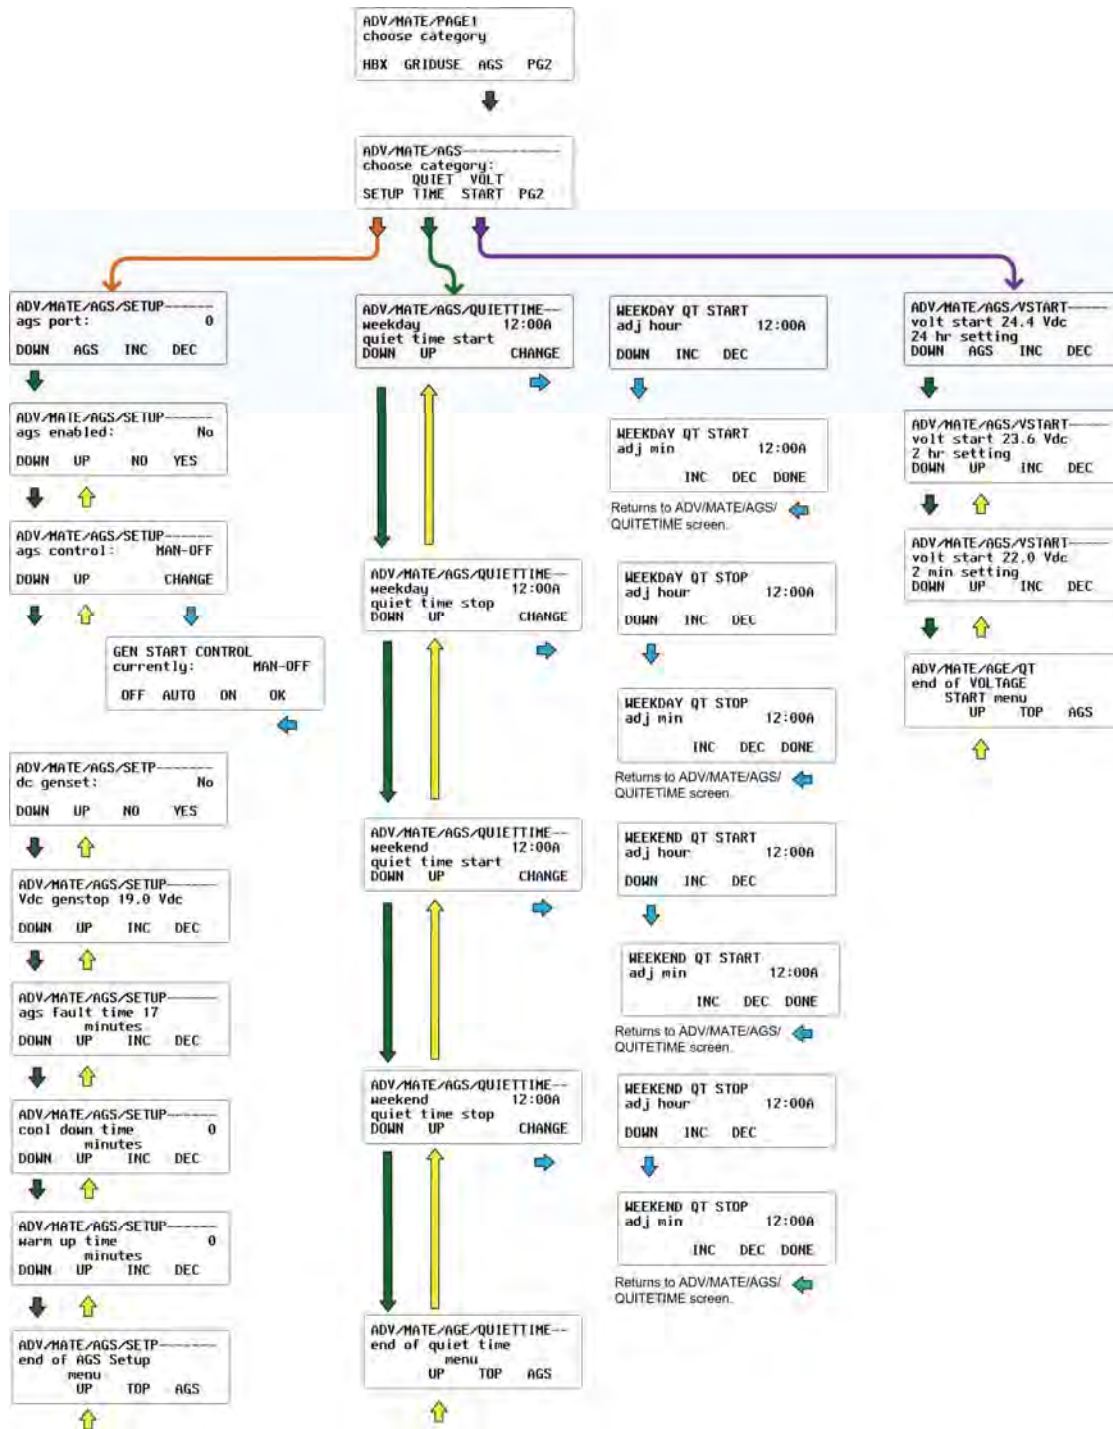 ADV/MATE/PAGE1
choose category
HBX GRIDUSE AGS PG2
ADV/MATE/AGS--------------
choose category:
QUIET VOLT
SETUP TIME START PG2
ADV/MATE/AGS/SETUP------
ags port: 0
DOWN AGS INC DEC
ADV/MATE/AGS/SETUP------
ags enabled: No
DOWN UP NO YES
ADV/MATE/AGS/SETUP------
ags control: MAN-OFF
DOWN UP CHANGE
GEN START CONTROL
currently: MAN-OFF
OFF AUTO ON OK
ADV/MATE/AGS/SETP-------
dc genset: No
DOWN UP NO YES
ADV/MATE/AGS/SETUP------
Vdc genstop 19.0 Vdc
DOWN UP INC DEC
ADV/MATE/AGS/SETUP------
ags fault time 17
minutes
DOWN UP INC DEC
ADV/MATE/AGS/SETUP------
cool down time 0
minutes
DOWN UP INC DEC
ADV/MATE/AGS/SETUP------
warm up time 0
minutes
DOWN UP INC DEC
ADV/MATE/AGS/SETP-------
end of AGS Setup
menu
UP TOP AGS
ADV/MATE/AGS/QUIETTIME--
weekday 12:00A
quiet time start
DOWN UP CHANGE
WEEKDAY QT START
adj hour 12:00A
DOWN INC DEC
WEEKDAY QT START
adj min 12:00A
INC DEC DONE
Returns to ADV/MATE/AGS/
QUITETIME screen.
ADV/MATE/AGS/QUIETTIME--
weekday 12:00A
quiet time stop
DOWN UP CHANGE
WEEKDAY QT STOP
adj hour 12:00A
DOWN INC DEC
WEEKDAY QT STOP
adj min 12:00A
INC DEC DONE
Returns to ADV/MATE/AGS/
QUITETIME screen.
ADV/MATE/AGS/QUIETTIME--
weekend 12:00A
quiet time start
DOWN UP CHANGE
WEEKEND QT START
adj hour 12:00A
DOWN INC DEC
WEEKEND QT START
adj min 12:00A
INC DEC DONE
Returns to ADV/MATE/AGS/
QUITETIME screen.
ADV/MATE/AGS/QUIETTIME--
weekend 12:00A
quiet time stop
DOWN UP CHANGE
WEEKEND QT STOP
adj hour 12:00A
DOWN INC DEC
WEEKEND QT STOP
adj min 12:00A
INC DEC DONE
Returns to ADV/MATE/AGS/
QUITETIME screen.
ADV/MATE/AGE/QUIETTIME--
end of quiet time
menu
UP TOP AGS
ADV/MATE/AGS/VSTART-----
volt start 24.4 Vdc
24 hr setting
DOWN AGS INC DEC
ADV/MATE/AGS/VSTART-----
volt start 23.6 Vdc
2 hr setting
DOWN UP INC DEC
ADV/MATE/AGS/VSTART-----
volt start 22.0 Vdc
2 min setting
DOWN UP INC DEC
ADV/MATE/AGE/QT
end of VOLTAGE
START menu
UP TOP AGS